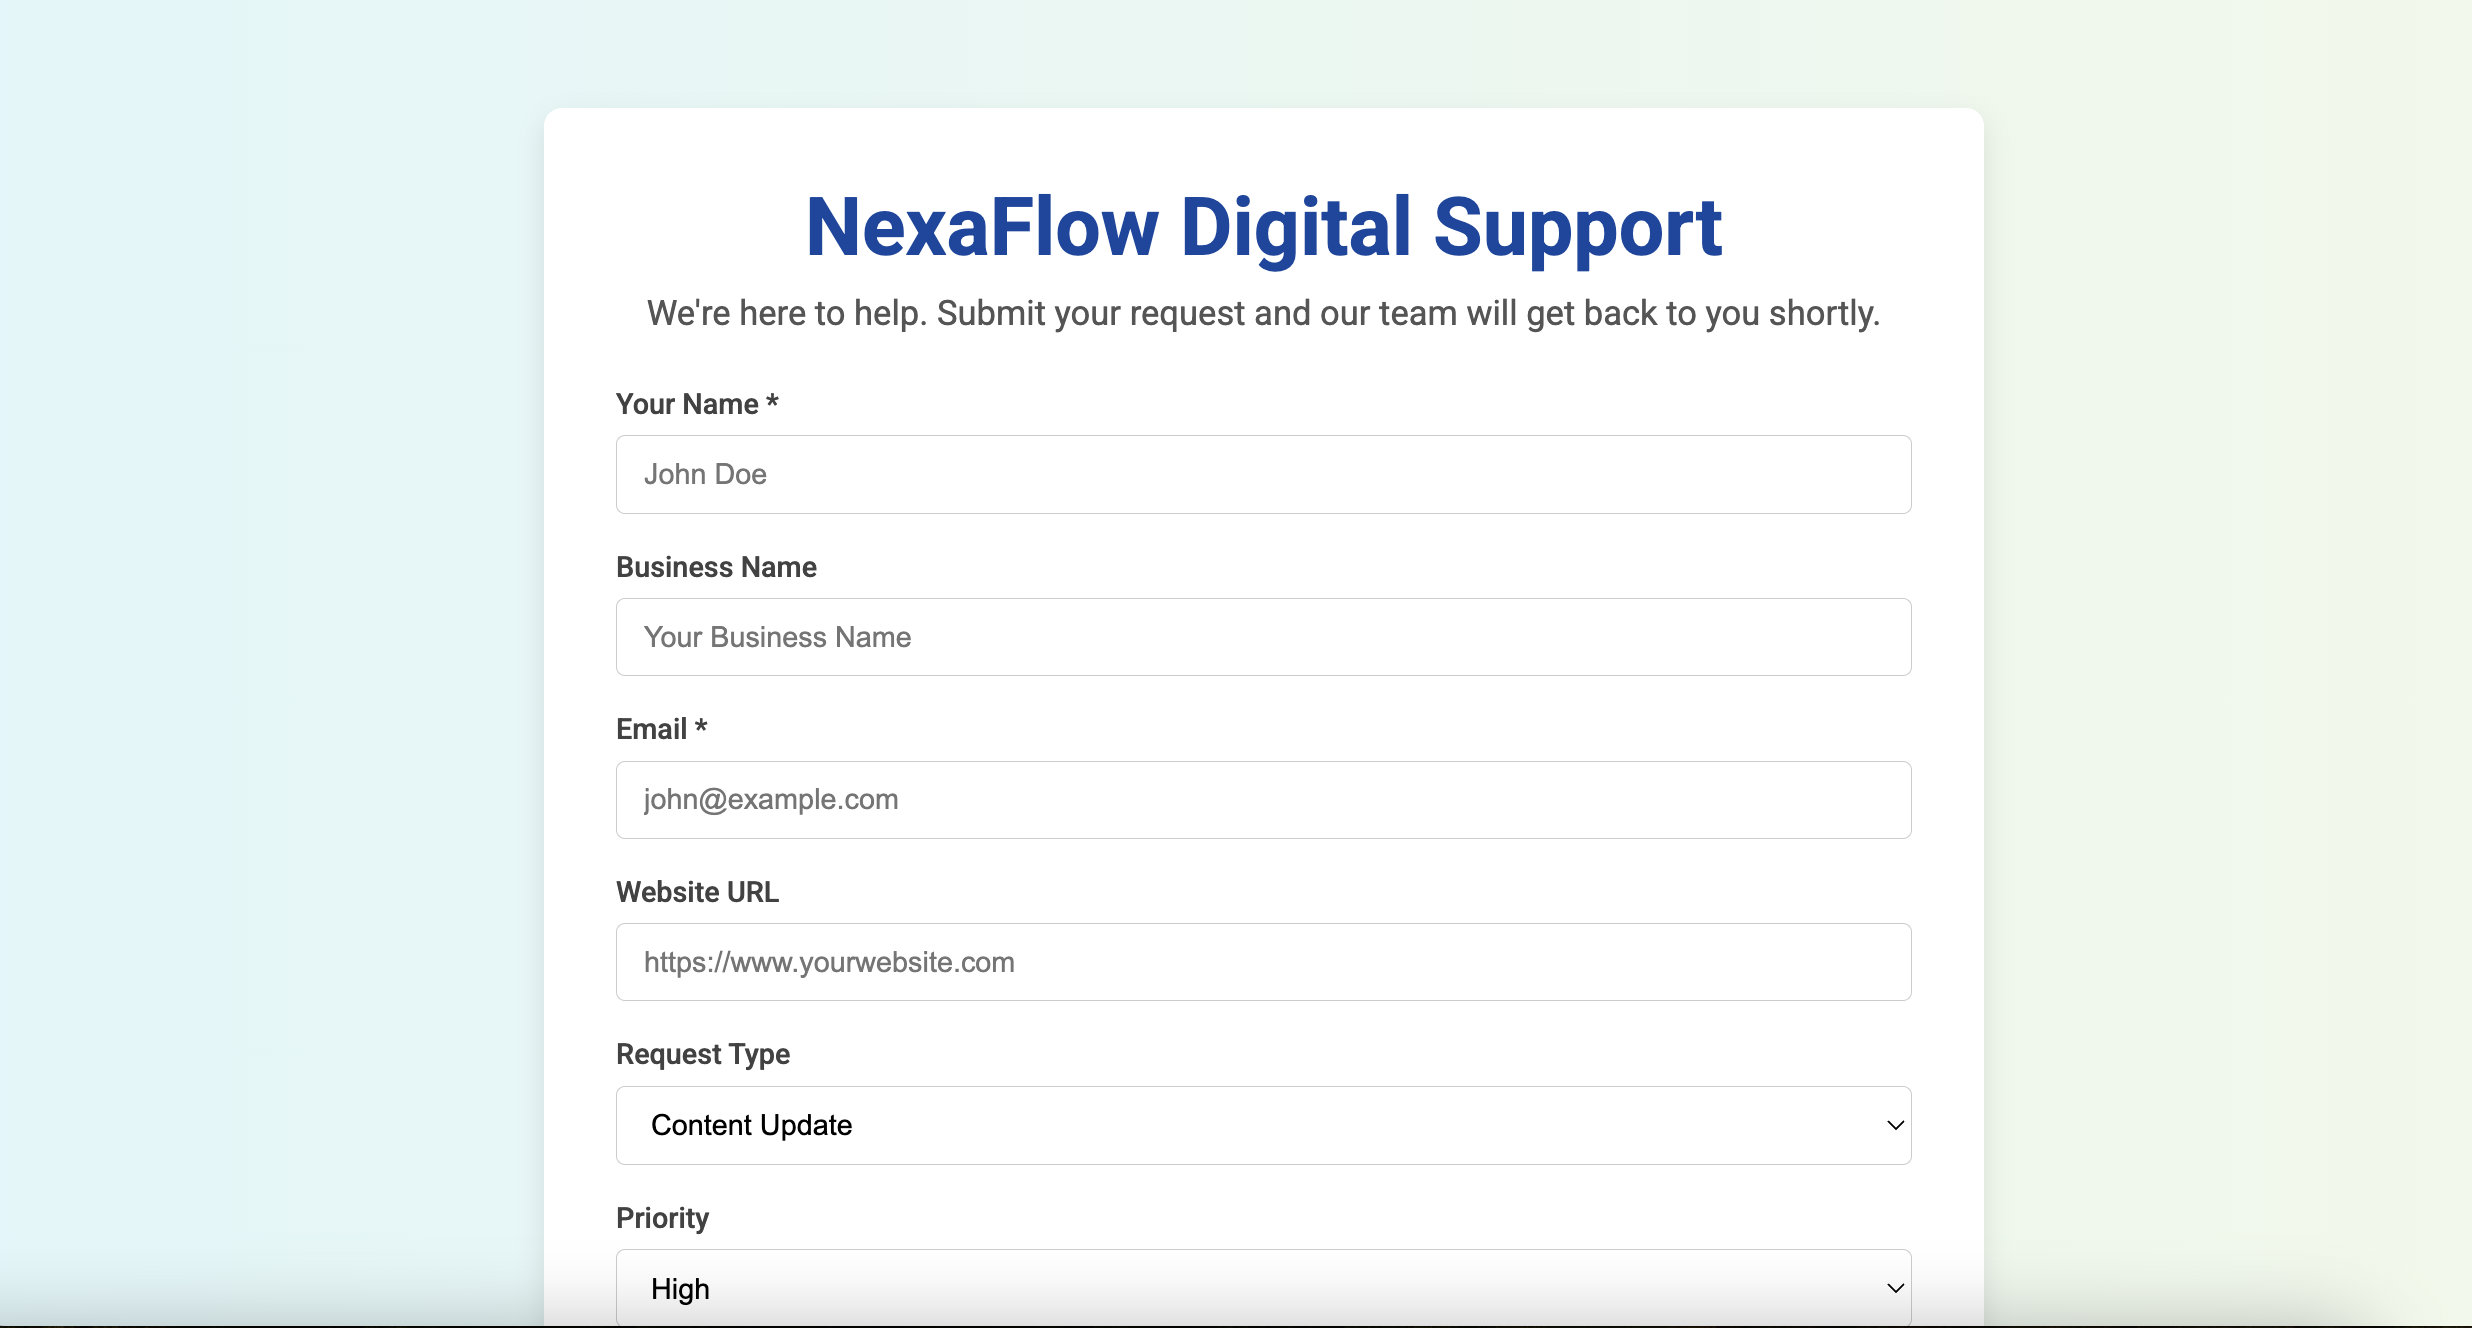 NexaFlow Digital Support
We're here to help. Submit your request and our team will get back to you shortly.
Your Name *
John Doe
Business Name
Your Business Name
Email *
john@example.com
Website URL
https://www.yourwebsite.com
Request Type
Content Update
Priority
High